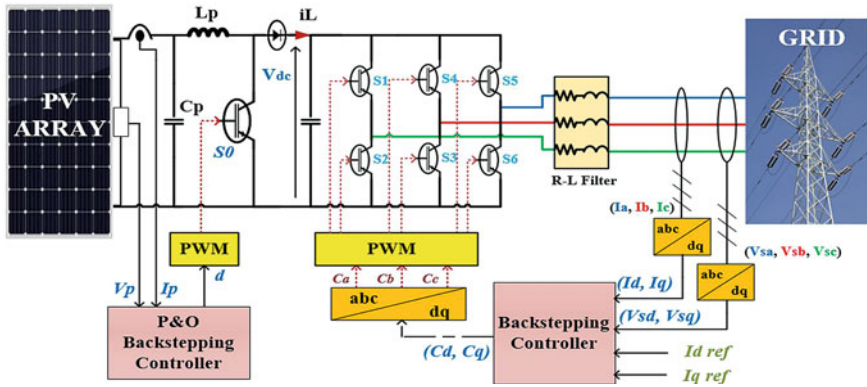 Lp
iL
GRID
Vdc
S1
S4
S5
PV
ARRAY
Cp
S0
S2
S3
S6
R-L Filter
(Ia, Ib, Ic)
abc
dq
(Vsa, Vsb, Vsc)
abc
dq
PWM
PWM
Vp
Ip
d
Ca
Cb
Cc
abc
dq
(Id, Iq)
(Vsd, Vsq)
P&O
Backstepping
Controller
(Cd, Cq)
Backstepping
Controller
Id ref
Iq ref